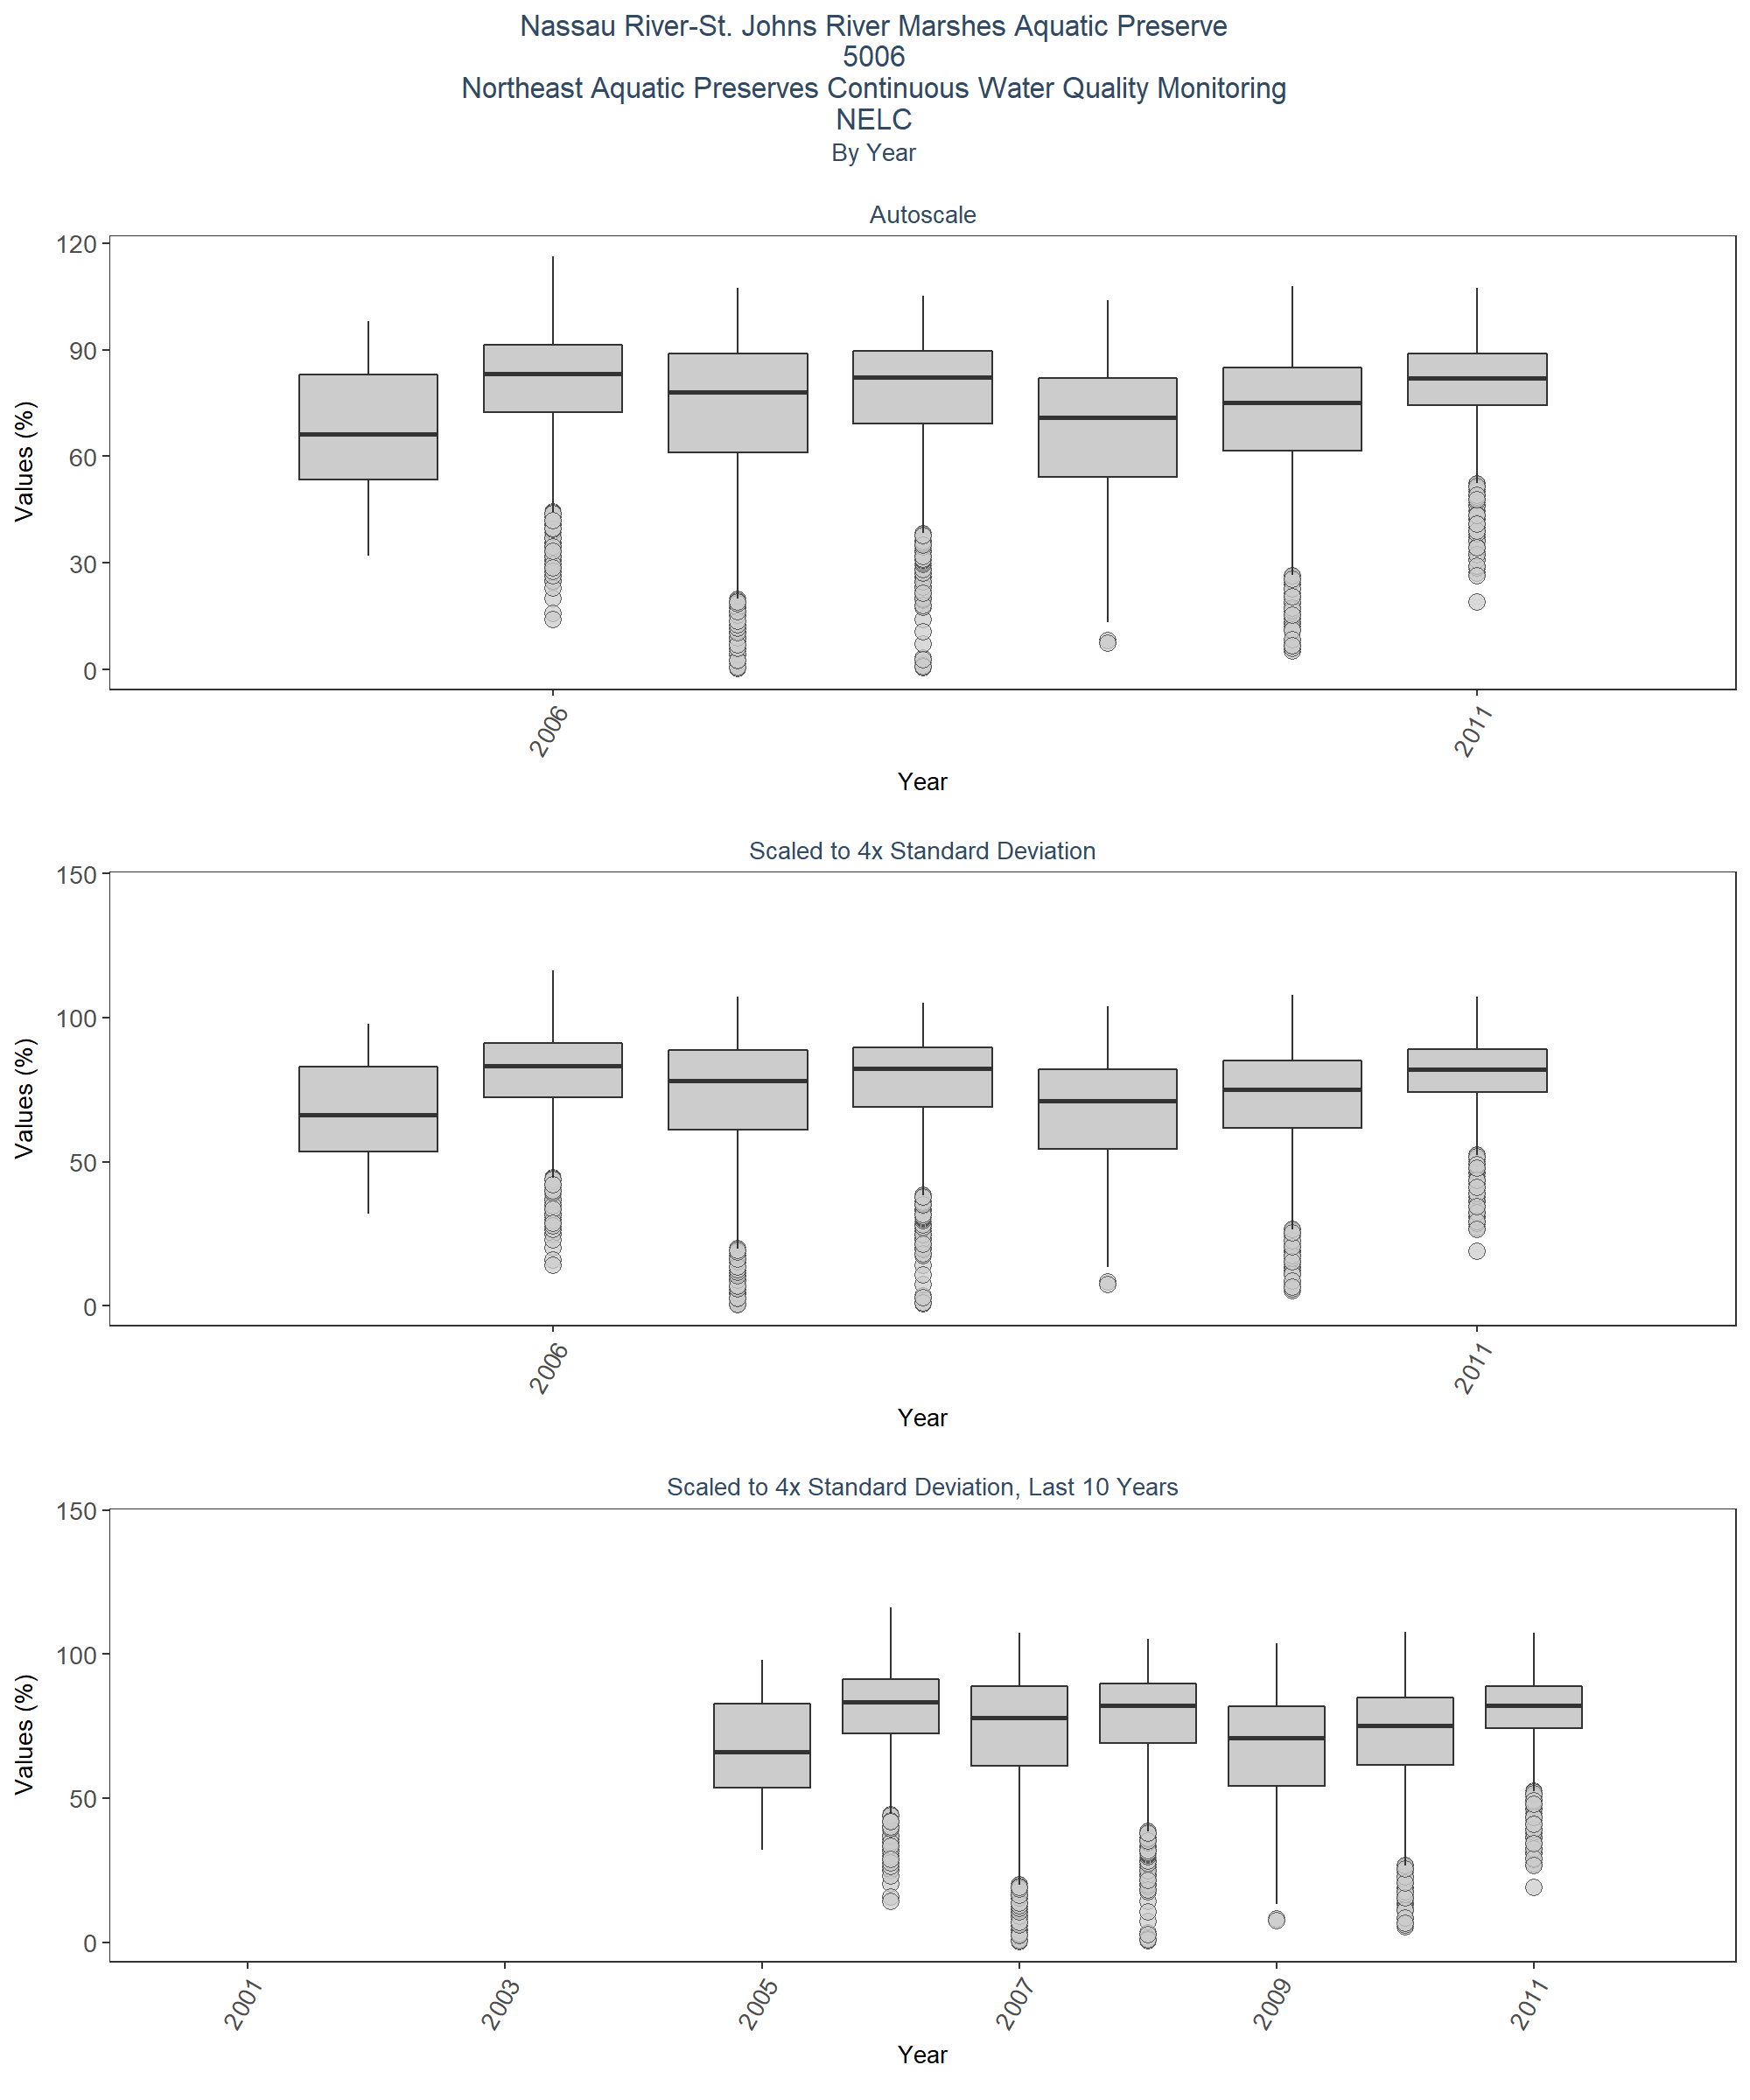 Nassau River-St. Johns River Marshes Aquatic Preserve
5006
Northeast Aquatic Preserves Continuous Water Quality Monitoring
NELC
By Year
Autoscale
120
90
60
30
0
Values (%)
2006
2011
Year
Scaled to 4x Standard Deviation
150
100
50
0
Values (%)
2006
2011
Year
Scaled to 4x Standard Deviation, Last 10 Years
150
100
50
0
Values (%)
2001
2003
2005
2007
2009
2011
Year